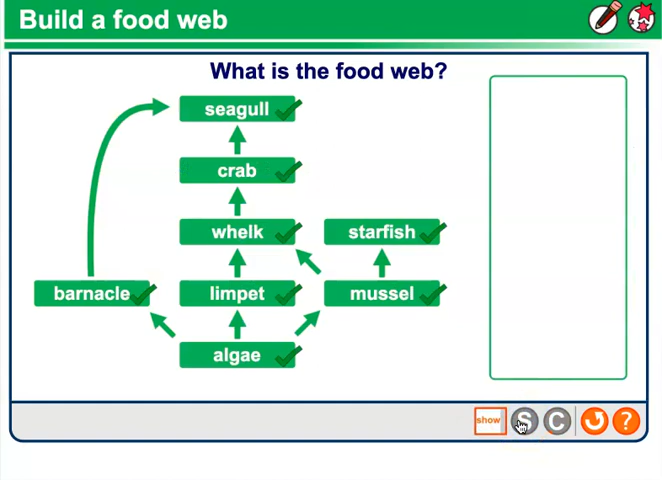 Build a food web
What is the food web?
seagull
crab
whelk
starfish
barnacle
limpet
mussel
algae
show
S
C
?